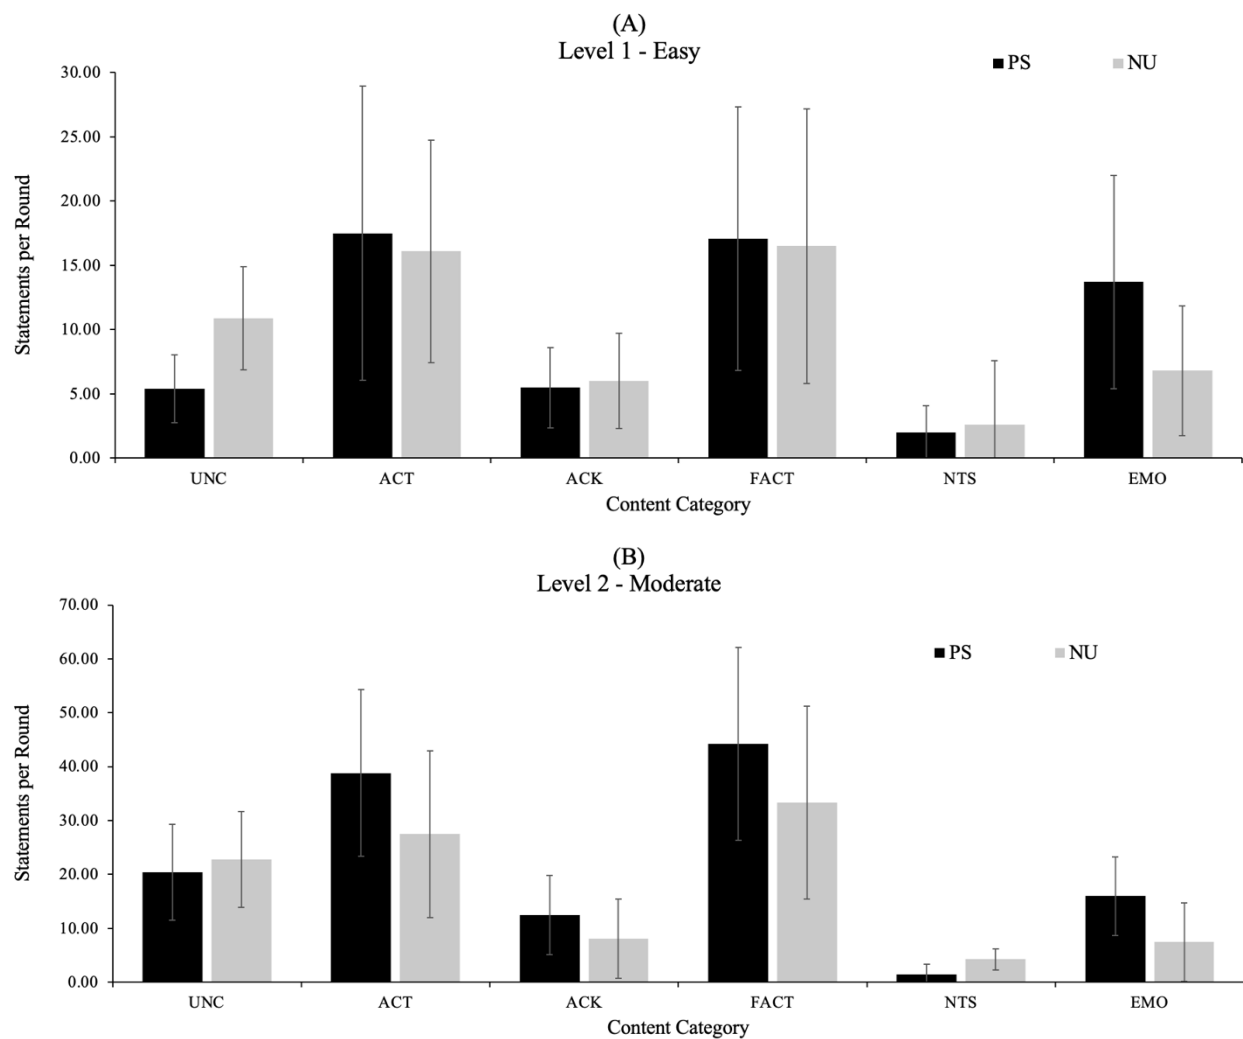 (A)
Level 1 - Easy
PS NU
30.00
25.00
20.00
15.00
10.00
5.00
0.00
Statements per Round
UNC ACT ACK FACT NTS EMO
Content Category
(B)
Level 2 - Moderate
PS NU
70.00
60.00
50.00
40.00
30.00
20.00
10.00
0.00
Statements per Round
UNC ACT ACK FACT NTS EMO
Content Category